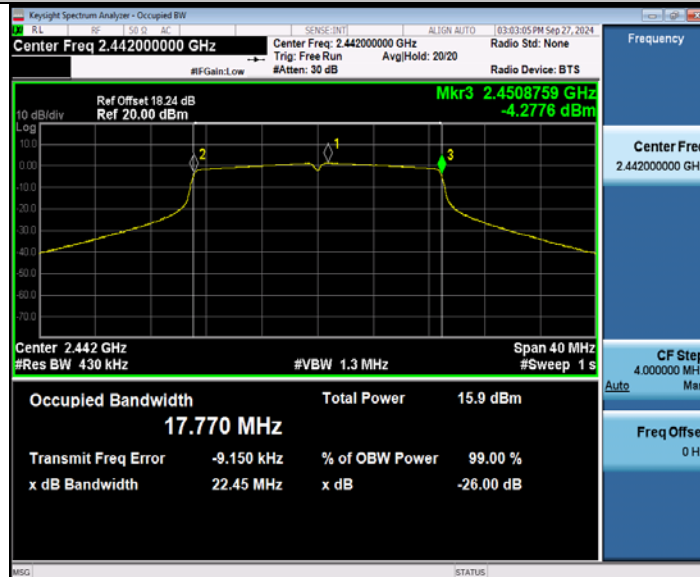 Keysight Spectrum Analyzer - Occupied BW
RL RF 50 Ω AC SENSE:INT ALIGN AUTO 03:03:05 PM Sep 27, 2024
Center Freq 2.442000000 GHz
Center Freq: 2.442000000 GHz
Radio Std: None
Trig: Free Run Avg|Hold: 20/20
#IFGain:Low
#Atten: 30 dB
Radio Device: BTS
Mkr3 2.4508759 GHz
-4.2776 dBm
Ref Offset 18.24 dB
10 dB/div Ref 20.00 dBm
Log
10.0
0.00
-10.0
-20.0
-30.0
-40.0
-50.0
-60.0
-70.0
2
1
3
Center 2.442 GHz Span 40 MHz
#Res BW 430 kHz #VBW 1.3 MHz #Sweep 1 s
Occupied Bandwidth Total Power 15.9 dBm
17.770 MHz
Transmit Freq Error -9.150 kHz % of OBW Power 99.00 %
x dB Bandwidth 22.45 MHz x dB -26.00 dB
MSG STATUS
Frequency
Center Fre
2.442000000 GH
CF Step
4.000000 MH
Auto Ma
Freq Offse
0 H